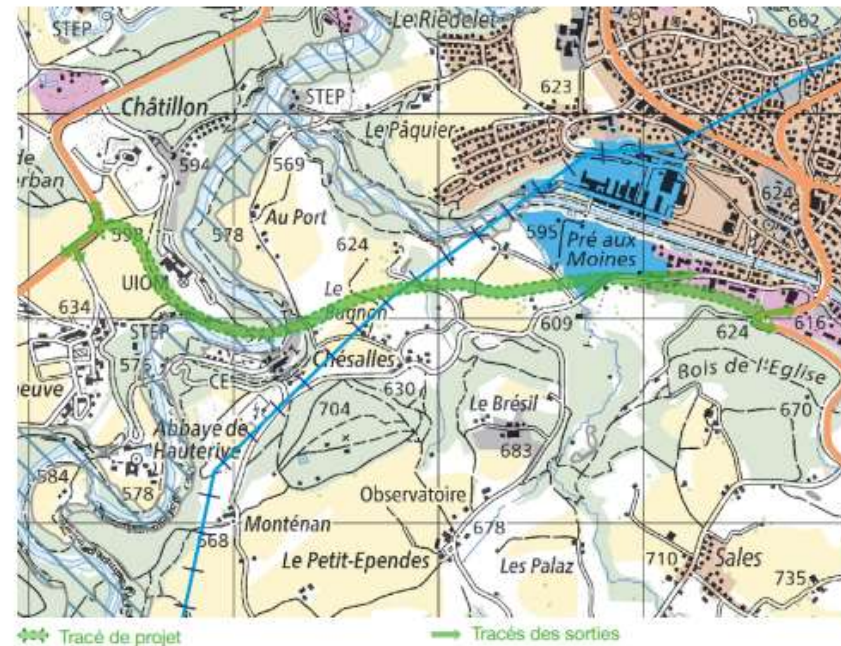 STEP
Le Riedelet
662
Châtillon
STEP
623
594
Le Pâquier
569
de
erban
Au Port
624
598
578
624
595
Pré aux
Moines
UIOM
634
Le
Bugnon
STEP
609
624
616
575
Chésalles
CE
Bois de l'Eglise
euve
630
704
Le Brésil
670
Abbaye de
Hauterive
683
584
578
Observatoire
568
Monténan
678
Le Petit-Ependes
Les Palaz
710
Sales
735
Tracé de projet
Tracés des sorties